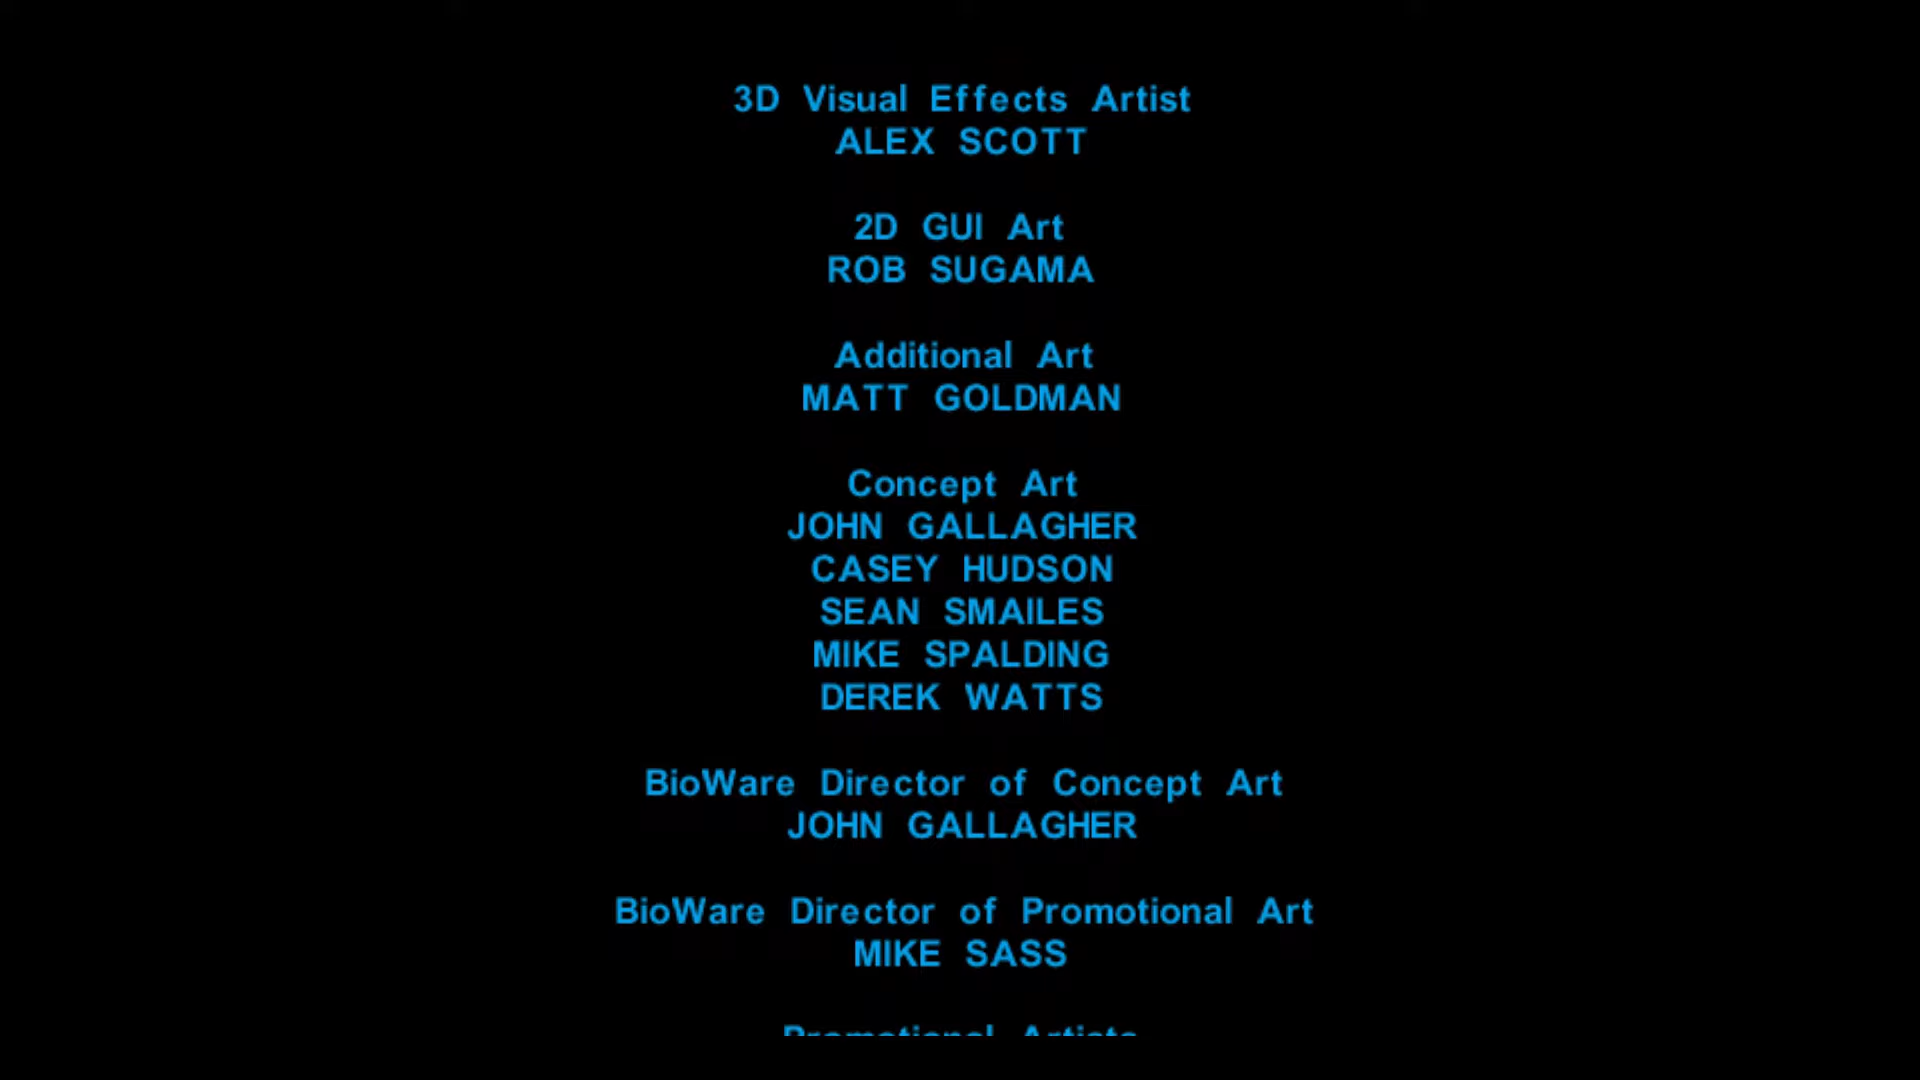 3D Visual Effects Artist
ALEX SCOTT
2D GUI Art
ROB SUGAMA
Additional Art
MATT GOLDMAN
Concept Art
JOHN GALLAGHER
CASEY HUDSON
SEAN SMAILES
MIKE SPALDING
DEREK WATTS
BioWare Director of Concept Art
JOHN GALLAGHER
BioWare Director of Promotional Art
MIKE SASS
Promotional Artists